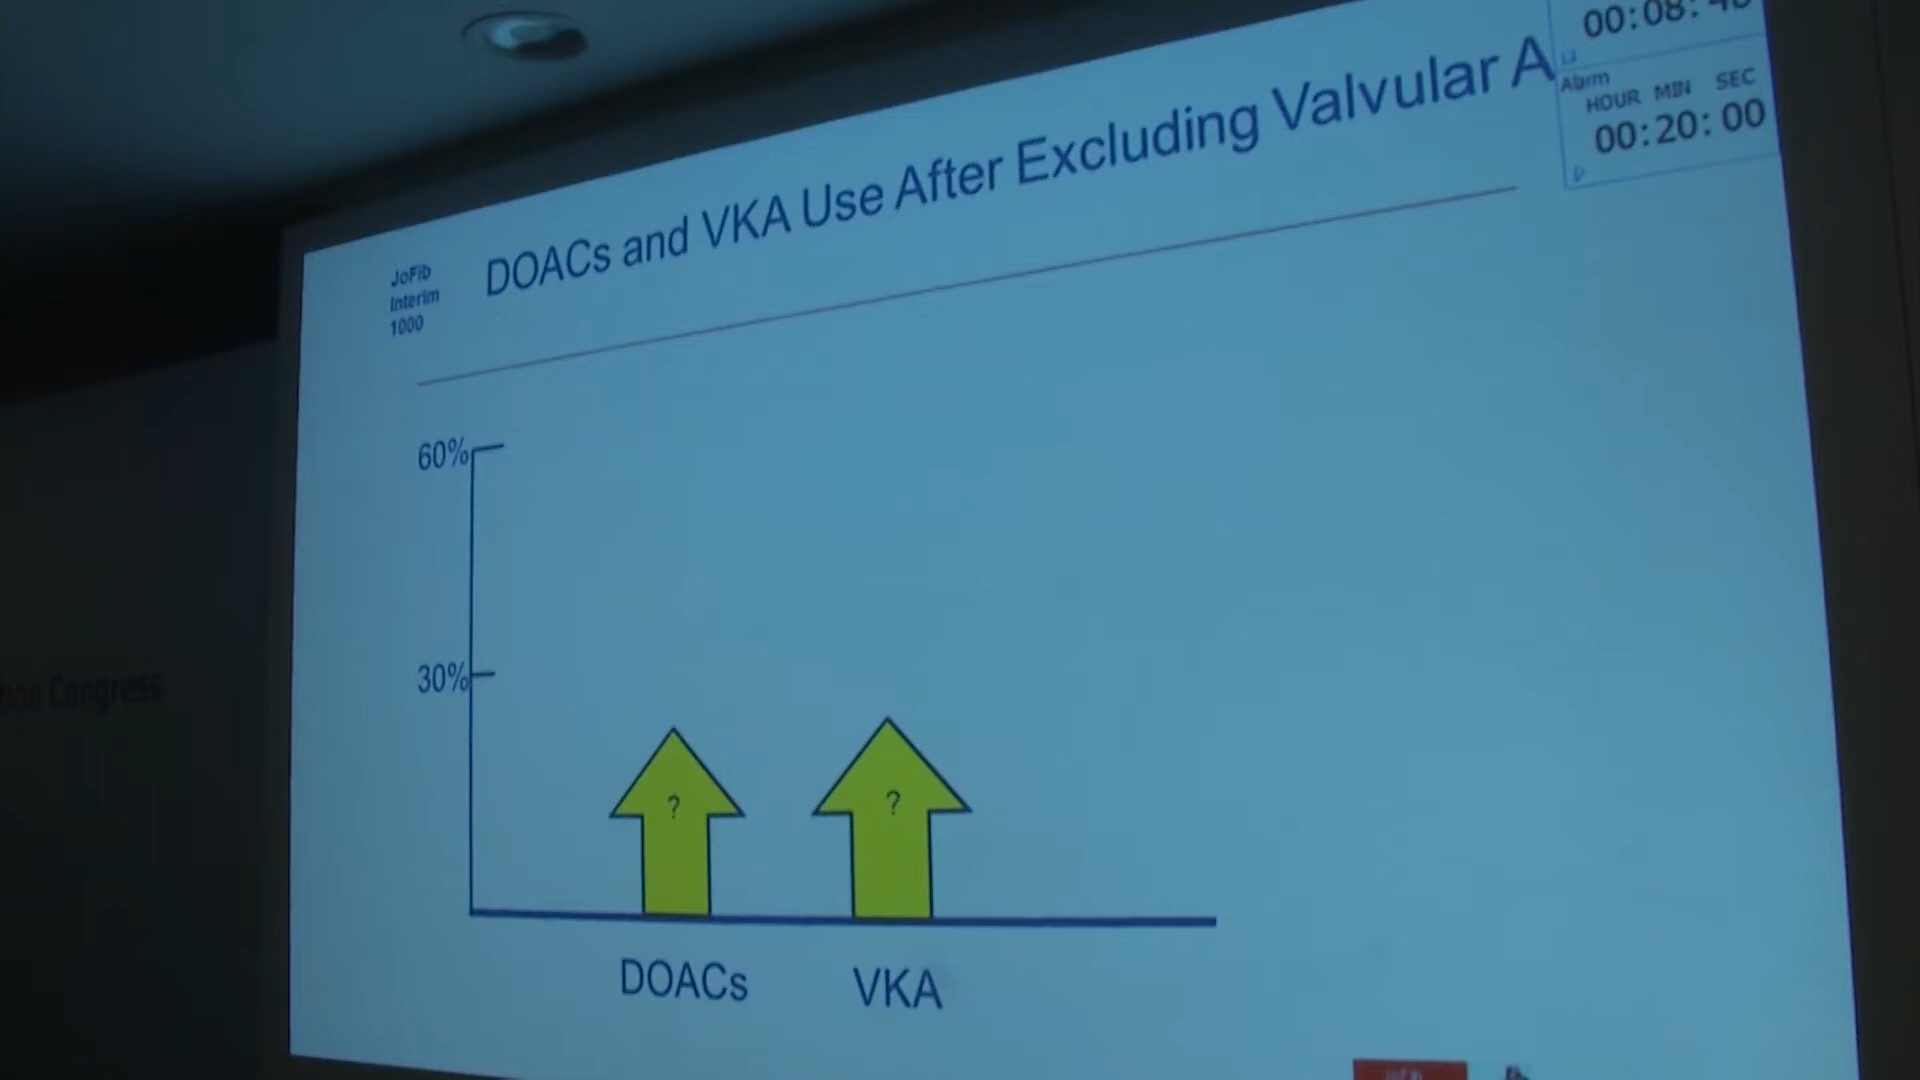 00:08:
Alarm
HOUR MIN SEC
00:20:00
DOACs and VKA Use After Excluding Valvular A
JoFib
Interim
1000
60%
30%
?
?
DOACs
VKA
Congress